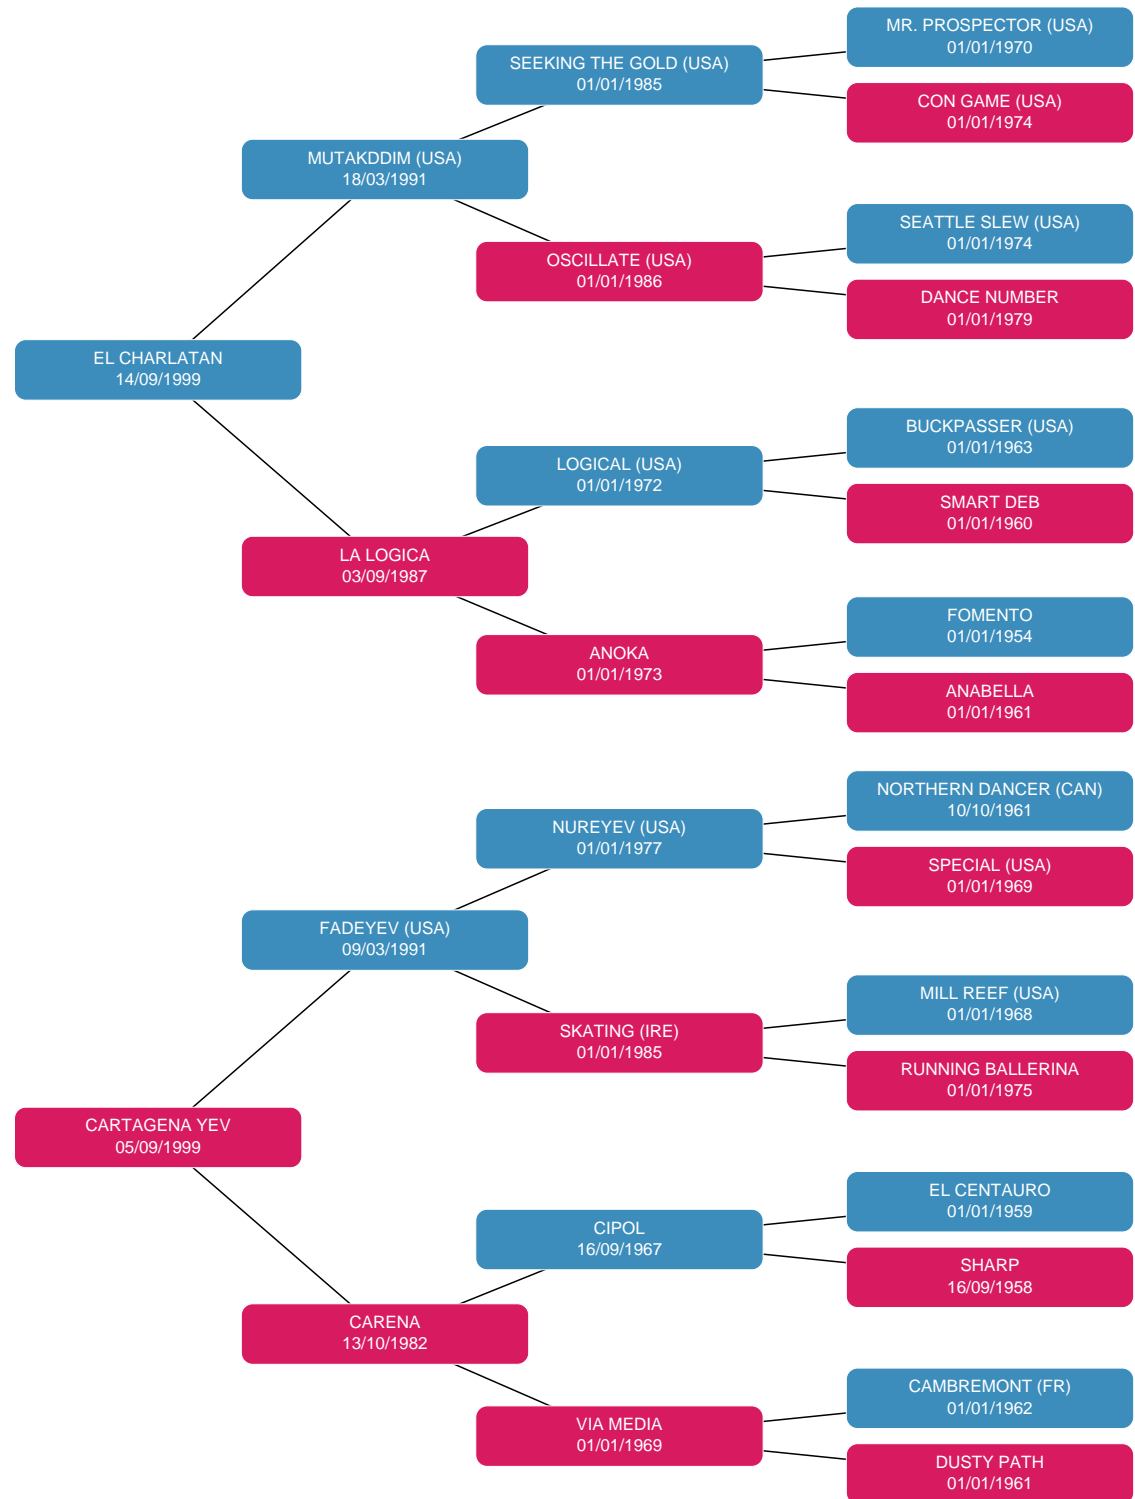 MR. PROSPECTOR (USA)
01/01/1970
SEEKING THE GOLD (USA)
01/01/1985
CON GAME (USA)
01/01/1974
MUTAKDDIM (USA)
18/03/1991
SEATTLE SLEW (USA)
01/01/1974
OSCILLATE (USA)
01/01/1986
DANCE NUMBER
01/01/1979
EL CHARLATAN
14/09/1999
BUCKPASSER (USA)
01/01/1963
LOGICAL (USA)
01/01/1972
SMART DEB
01/01/1960
LA LOGICA
03/09/1987
FOMENTO
01/01/1954
ANOKA
01/01/1973
ANABELLA
01/01/1961
NORTHERN DANCER (CAN)
10/10/1961
NUREYEV (USA)
01/01/1977
SPECIAL (USA)
01/01/1969
FADEYEV (USA)
09/03/1991
MILL REEF (USA)
01/01/1968
SKATING (IRE)
01/01/1985
RUNNING BALLERINA
01/01/1975
CARTAGENA YEV
05/09/1999
EL CENTAURO
01/01/1959
CIPOL
16/09/1967
SHARP
16/09/1958
CARENA
13/10/1982
CAMBREMONT (FR)
01/01/1962
VIA MEDIA
01/01/1969
DUSTY PATH
01/01/1961